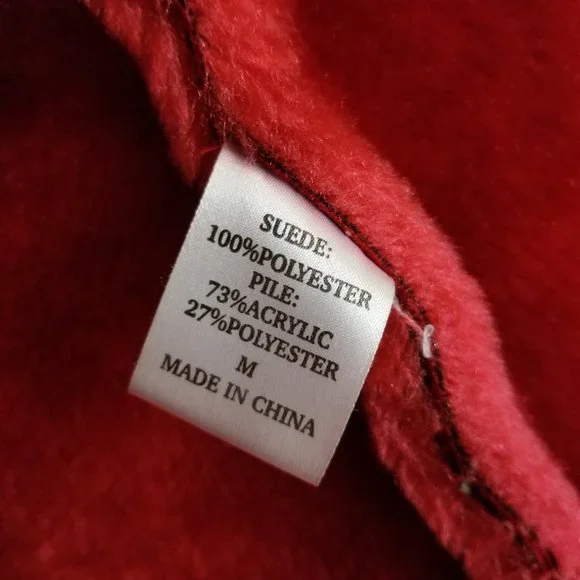 SUEDE:
100%POLYESTER
PILE:
73%ACRYLIC
27%POLYESTER
M
MADE IN CHINA